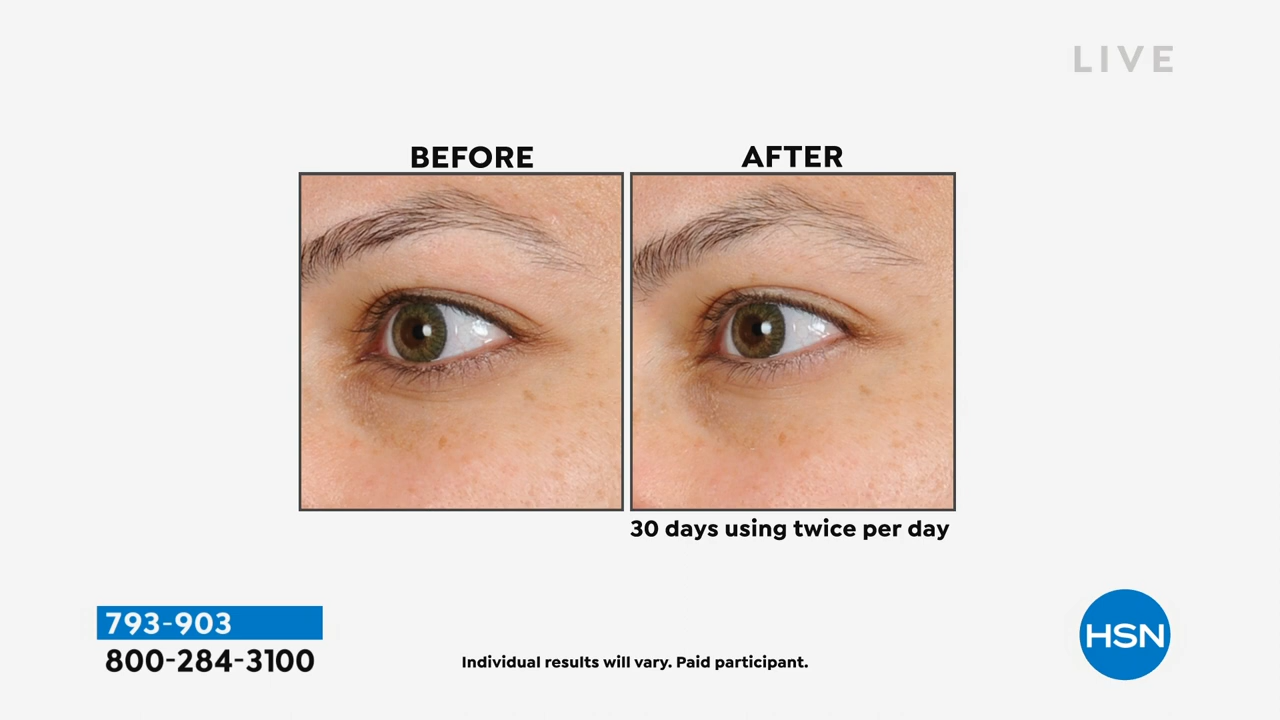 LIVE
BEFORE
AFTER
30 days using twice per day
793-903
800-284-3100
Individual results will vary. Paid participant.
HSN